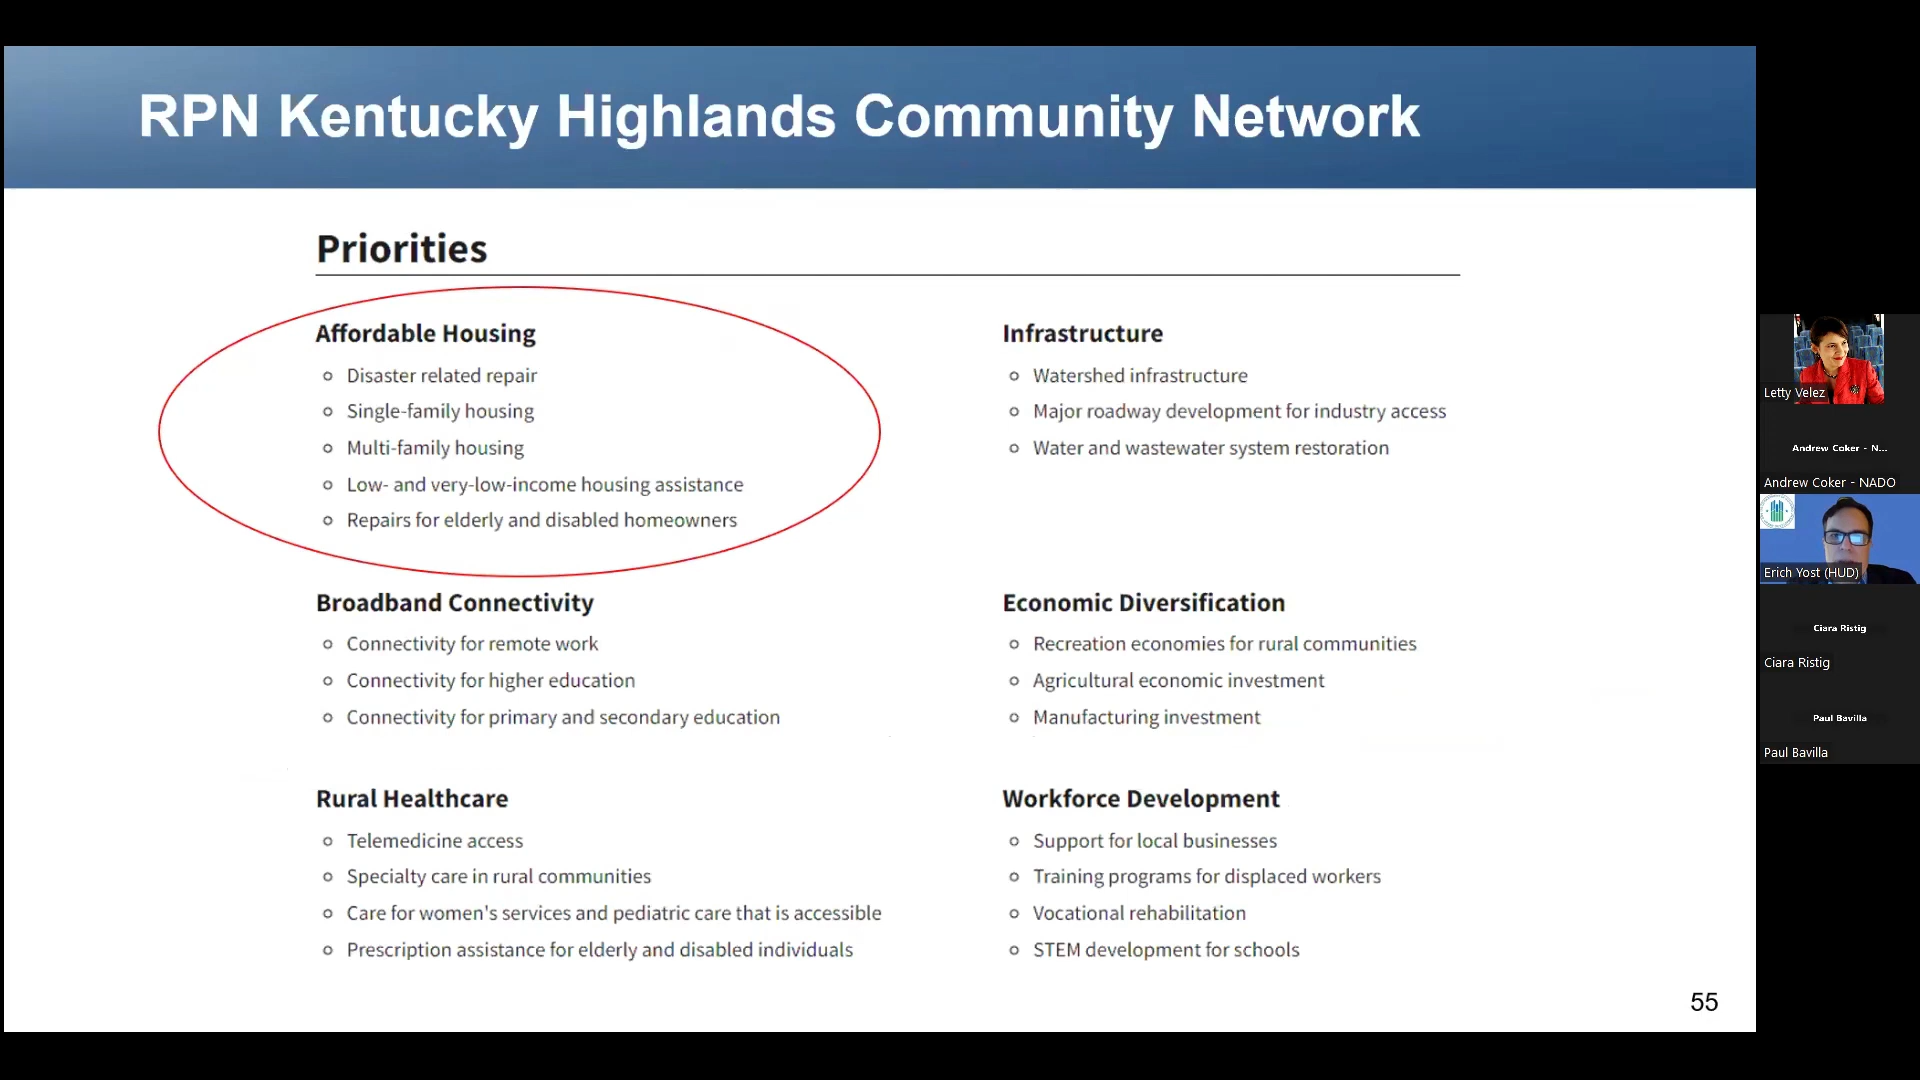 RPN Kentucky Highlands Community Network
Priorities
Affordable Housing
Disaster related repair
Single-family housing
Multi-family housing
Low- and very-low-income housing assistance
Repairs for elderly and disabled homeowners
Infrastructure
Watershed infrastructure
Major roadway development for industry access
Water and wastewater system restoration
Broadband Connectivity
Connectivity for remote work
Connectivity for higher education
Connectivity for primary and secondary education
Economic Diversification
Recreation economies for rural communities
Agricultural economic investment
Manufacturing investment
Rural Healthcare
Telemedicine access
Specialty care in rural communities
Care for women's services and pediatric care that is accessible
Prescription assistance for elderly and disabled individuals
Workforce Development
Support for local businesses
Training programs for displaced workers
Vocational rehabilitation
STEM development for schools
55
Letty Velez
Andrew Coker - N...
Andrew Coker - NADO
Erich Yost (HUD)
Ciara Ristig
Ciara Ristig
Paul Bavilla
Paul Bavilla